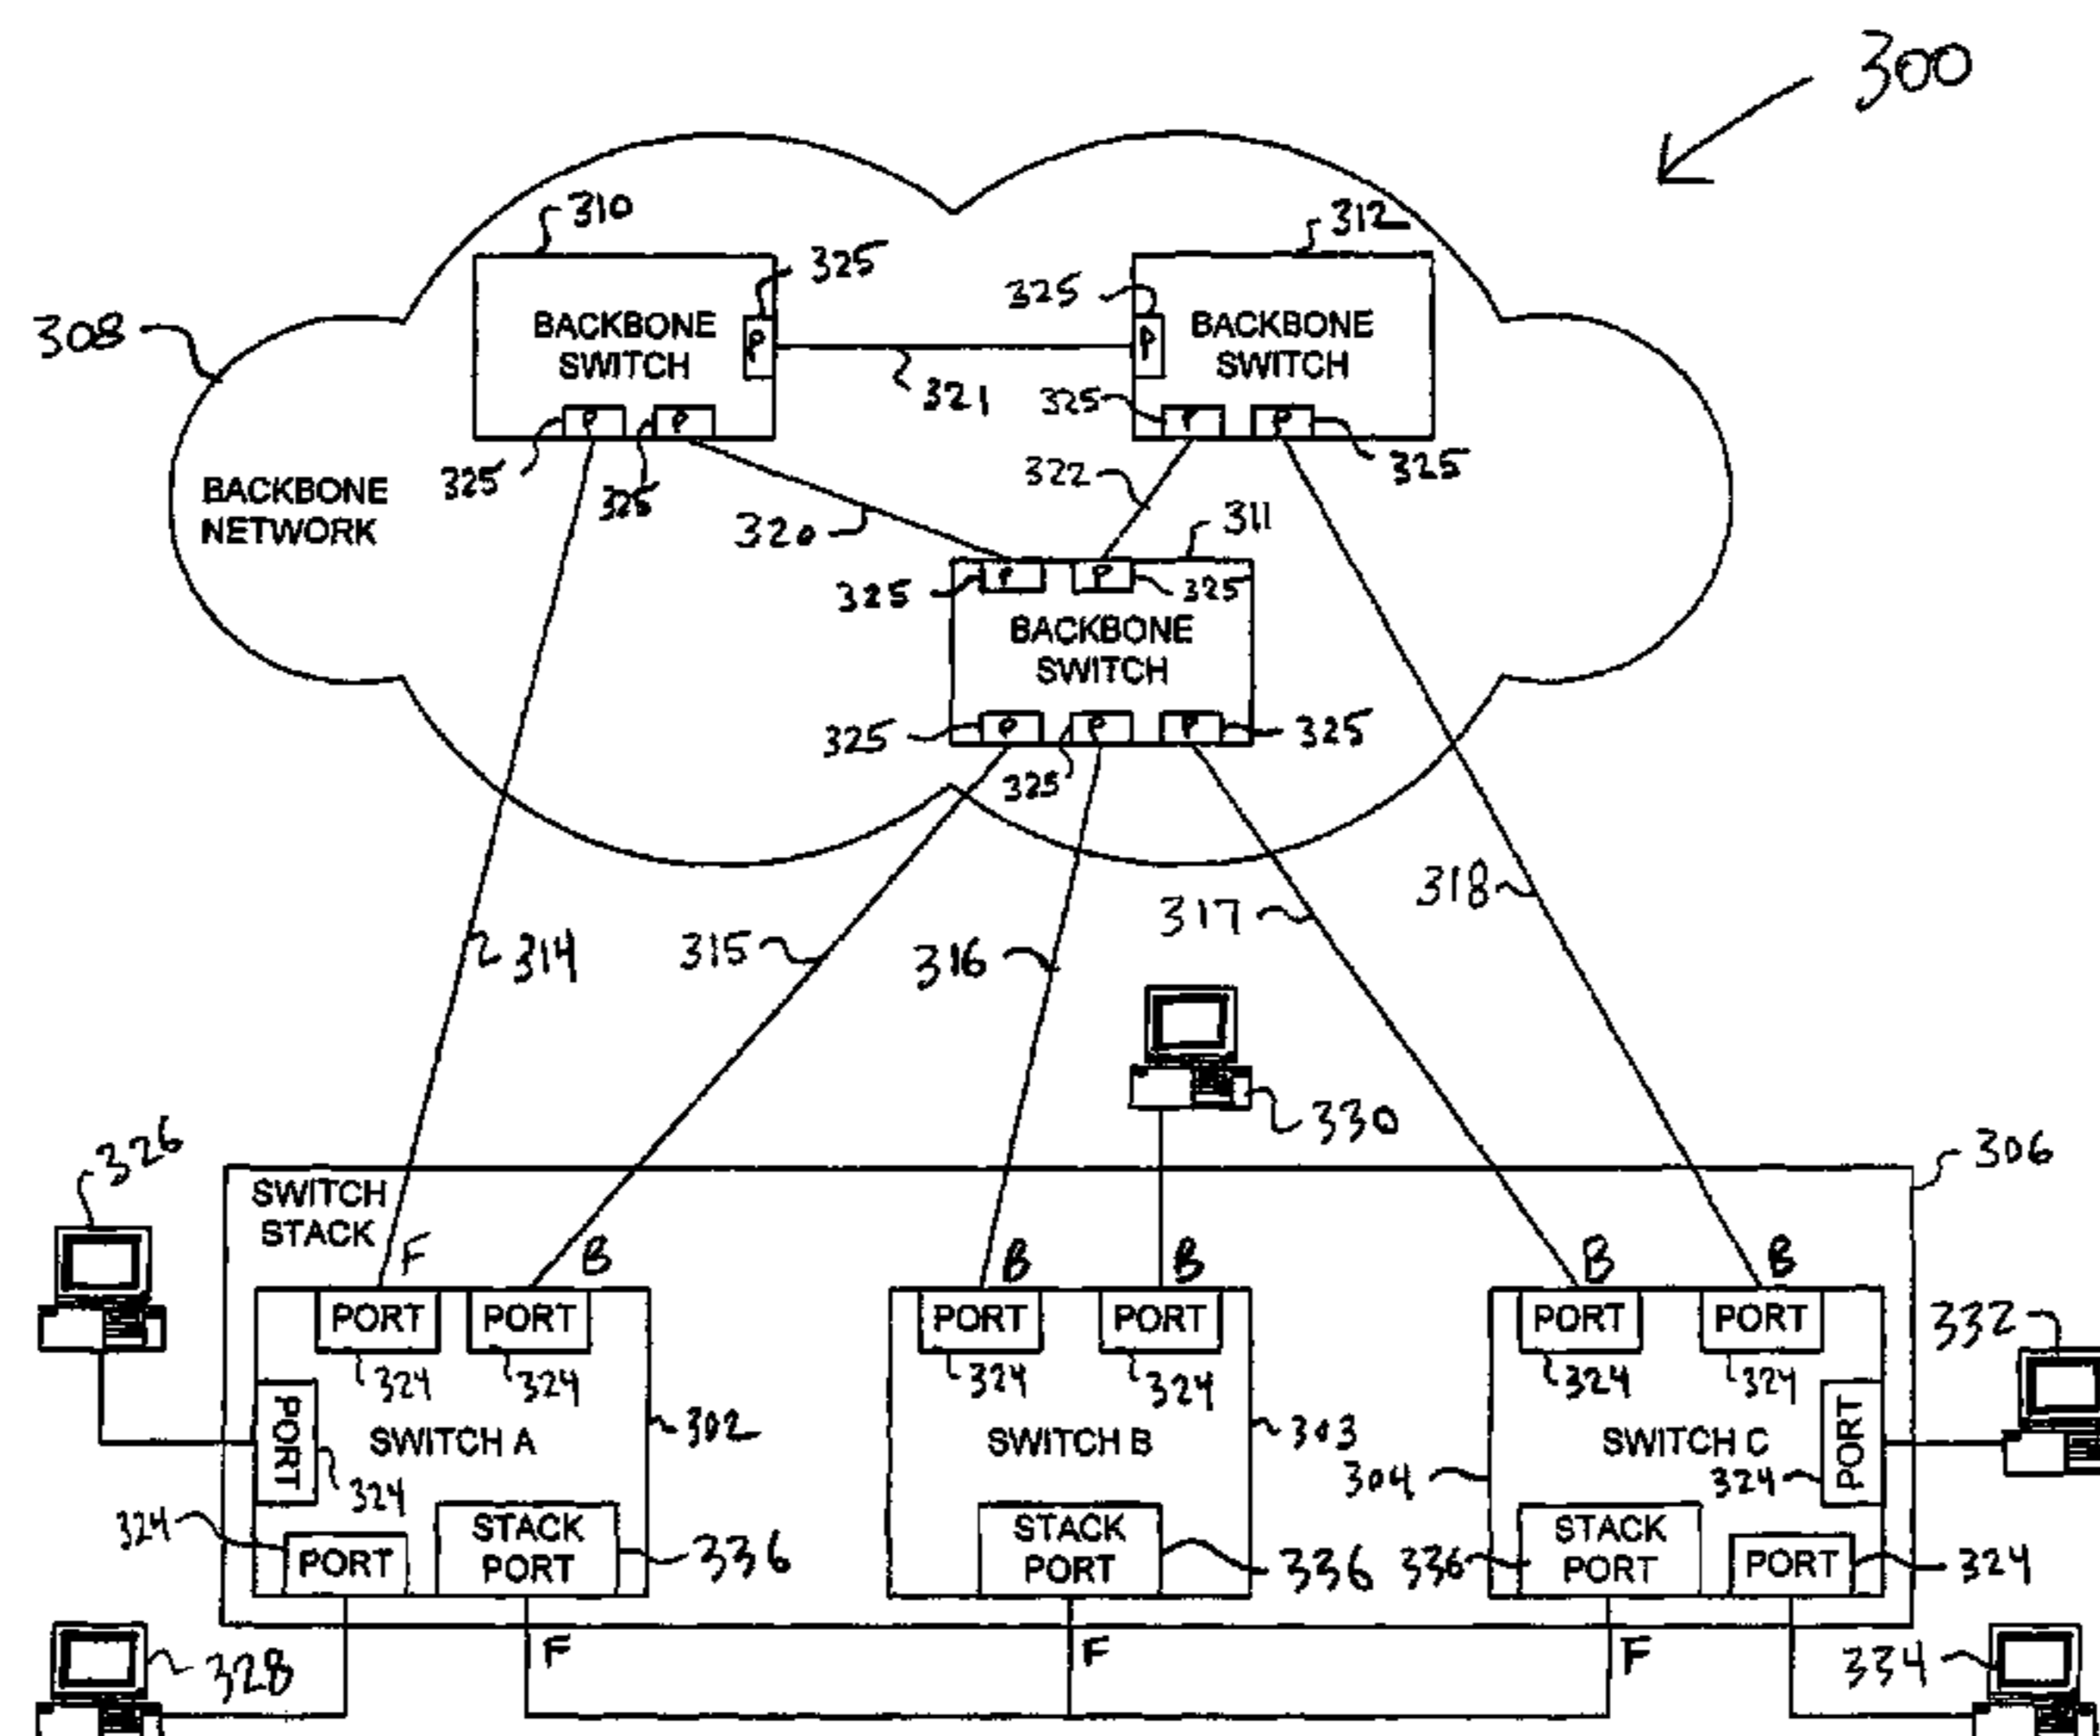 300
310
312
325
325
308
BACKBONE
SWITCH
P
P
BACKBONE
SWITCH
321
325
P
P
P
P
325
325
322
325
BACKBONE
NETWORK
320
311
325
P
P
325
BACKBONE
SWITCH
325
P
P
P
325
325
314
315
316
317
318
330
326
306
SWITCH
STACK
F
B
B
B
B
B
332
PORT
PORT
PORT
PORT
PORT
PORT
324
324
324
324
324
324
PORT
SWITCH A
302
SWITCH B
303
SWITCH C
PORT
324
304
324
324
PORT
STACK
PORT
336
STACK
PORT
336
336
STACK
PORT
PORT
324
328
F
F
F
334